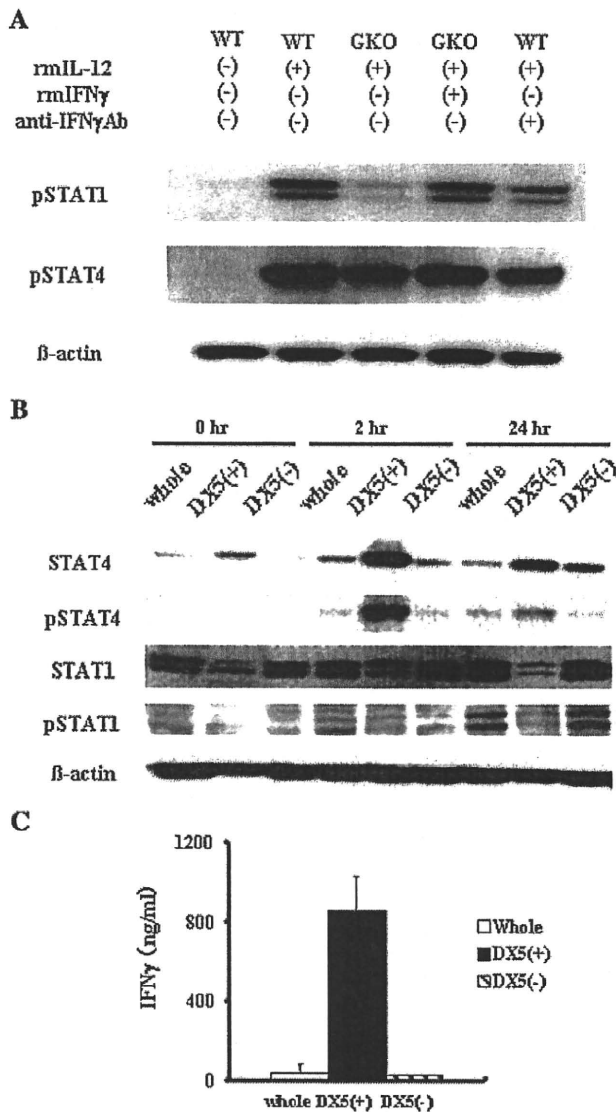 A
WT WT GKO GKO WT
rmIL-12 (-) (+) (+) (+) (+)
rmIFNγ (-) (-) (-) (+) (-)
anti-IFNγAb (-) (-) (-) (-) (+)
pSTAT1
pSTAT4
ß-actin
B
0 hr 2 hr 24 hr
whole DX5(+) DX5(-) whole DX5(+) DX5(-) whole DX5(+) DX5(-)
STAT4
pSTAT4
STAT1
pSTAT1
ß-actin
C
1200
800
400
0
IFNγ (ng/ml)
Whole
DX5(+)
DX5(-)
whole DX5(+) DX5(-)